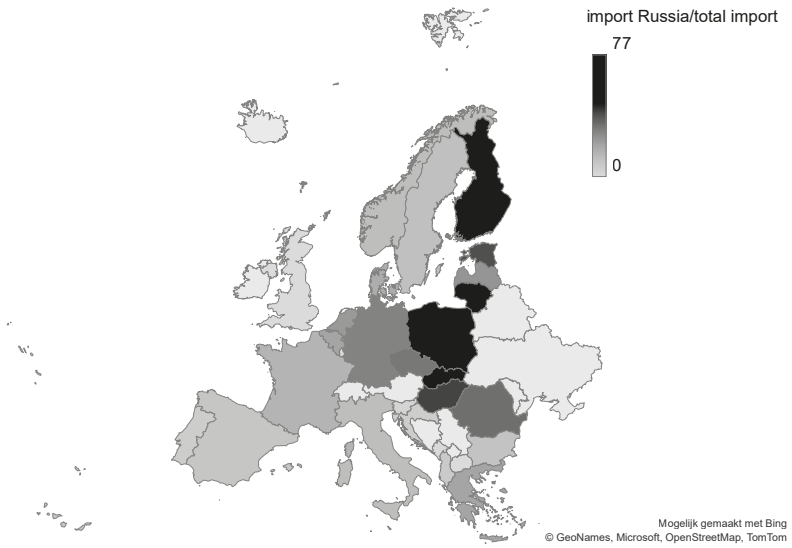 import Russia/total import
77
0
Mogelijk gemaakt met Bing
© GeoNames, Microsoft, OpenStreetMap, TomTom